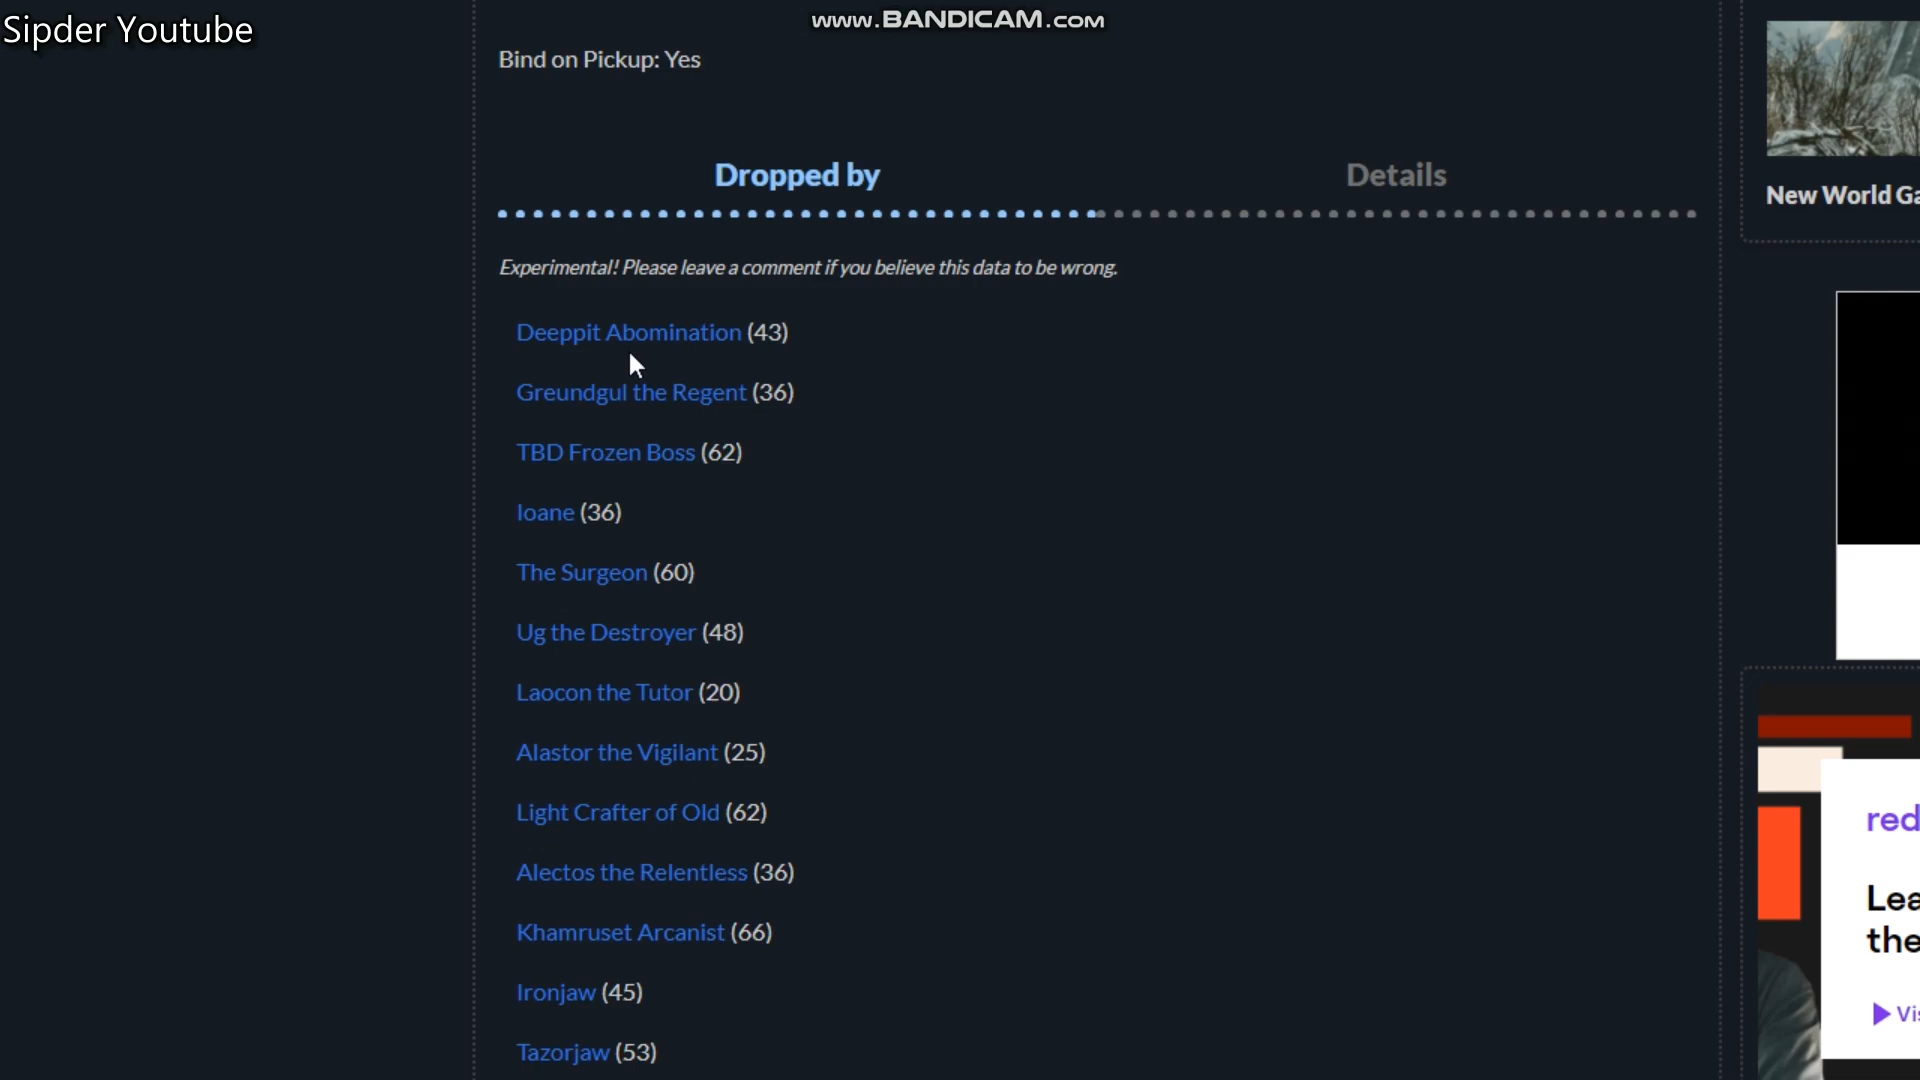 Sipder Youtube
www.BANDICAM.com
Bind on Pickup: Yes
Dropped by
Details
Experimental! Please leave a comment if you believe this data to be wrong.
Deeppit Abomination (43)
Greundgul the Regent (36)
TBD Frozen Boss (62)
Ioane (36)
The Surgeon (60)
Ug the Destroyer (48)
Laocon the Tutor (20)
Alastor the Vigilant (25)
Light Crafter of Old (62)
Alectos the Relentless (36)
Khamruset Arcanist (66)
Ironjaw (45)
Tazorjaw (53)
New World Ga
red
Lea
the
Vis